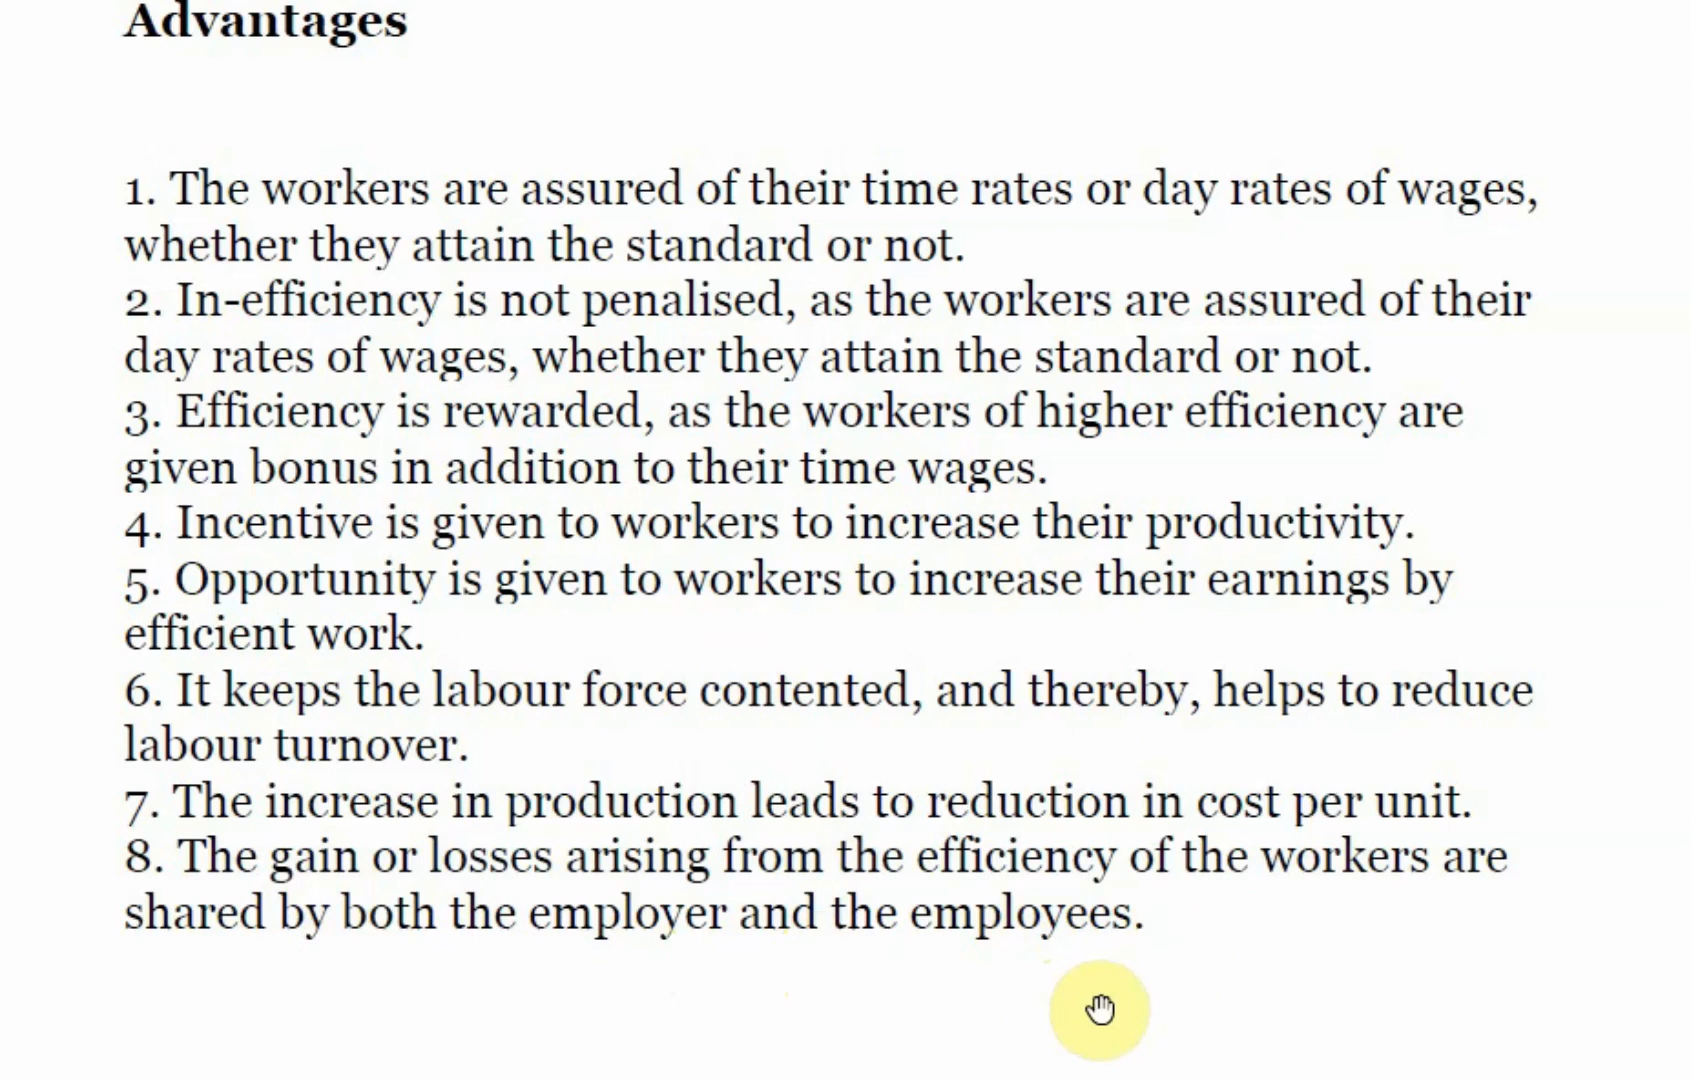 Advantages
1. The workers are assured of their time rates or day rates of wages,
whether they attain the standard or not.
2. In-efficiency is not penalised, as the workers are assured of their
day rates of wages, whether they attain the standard or not.
3. Efficiency is rewarded, as the workers of higher efficiency are
given bonus in addition to their time wages.
4. Incentive is given to workers to increase their productivity.
5. Opportunity is given to workers to increase their earnings by
efficient work.
6. It keeps the labour force contented, and thereby, helps to reduce
labour turnover.
7. The increase in production leads to reduction in cost per unit.
8. The gain or losses arising from the efficiency of the workers are
shared by both the employer and the employees.